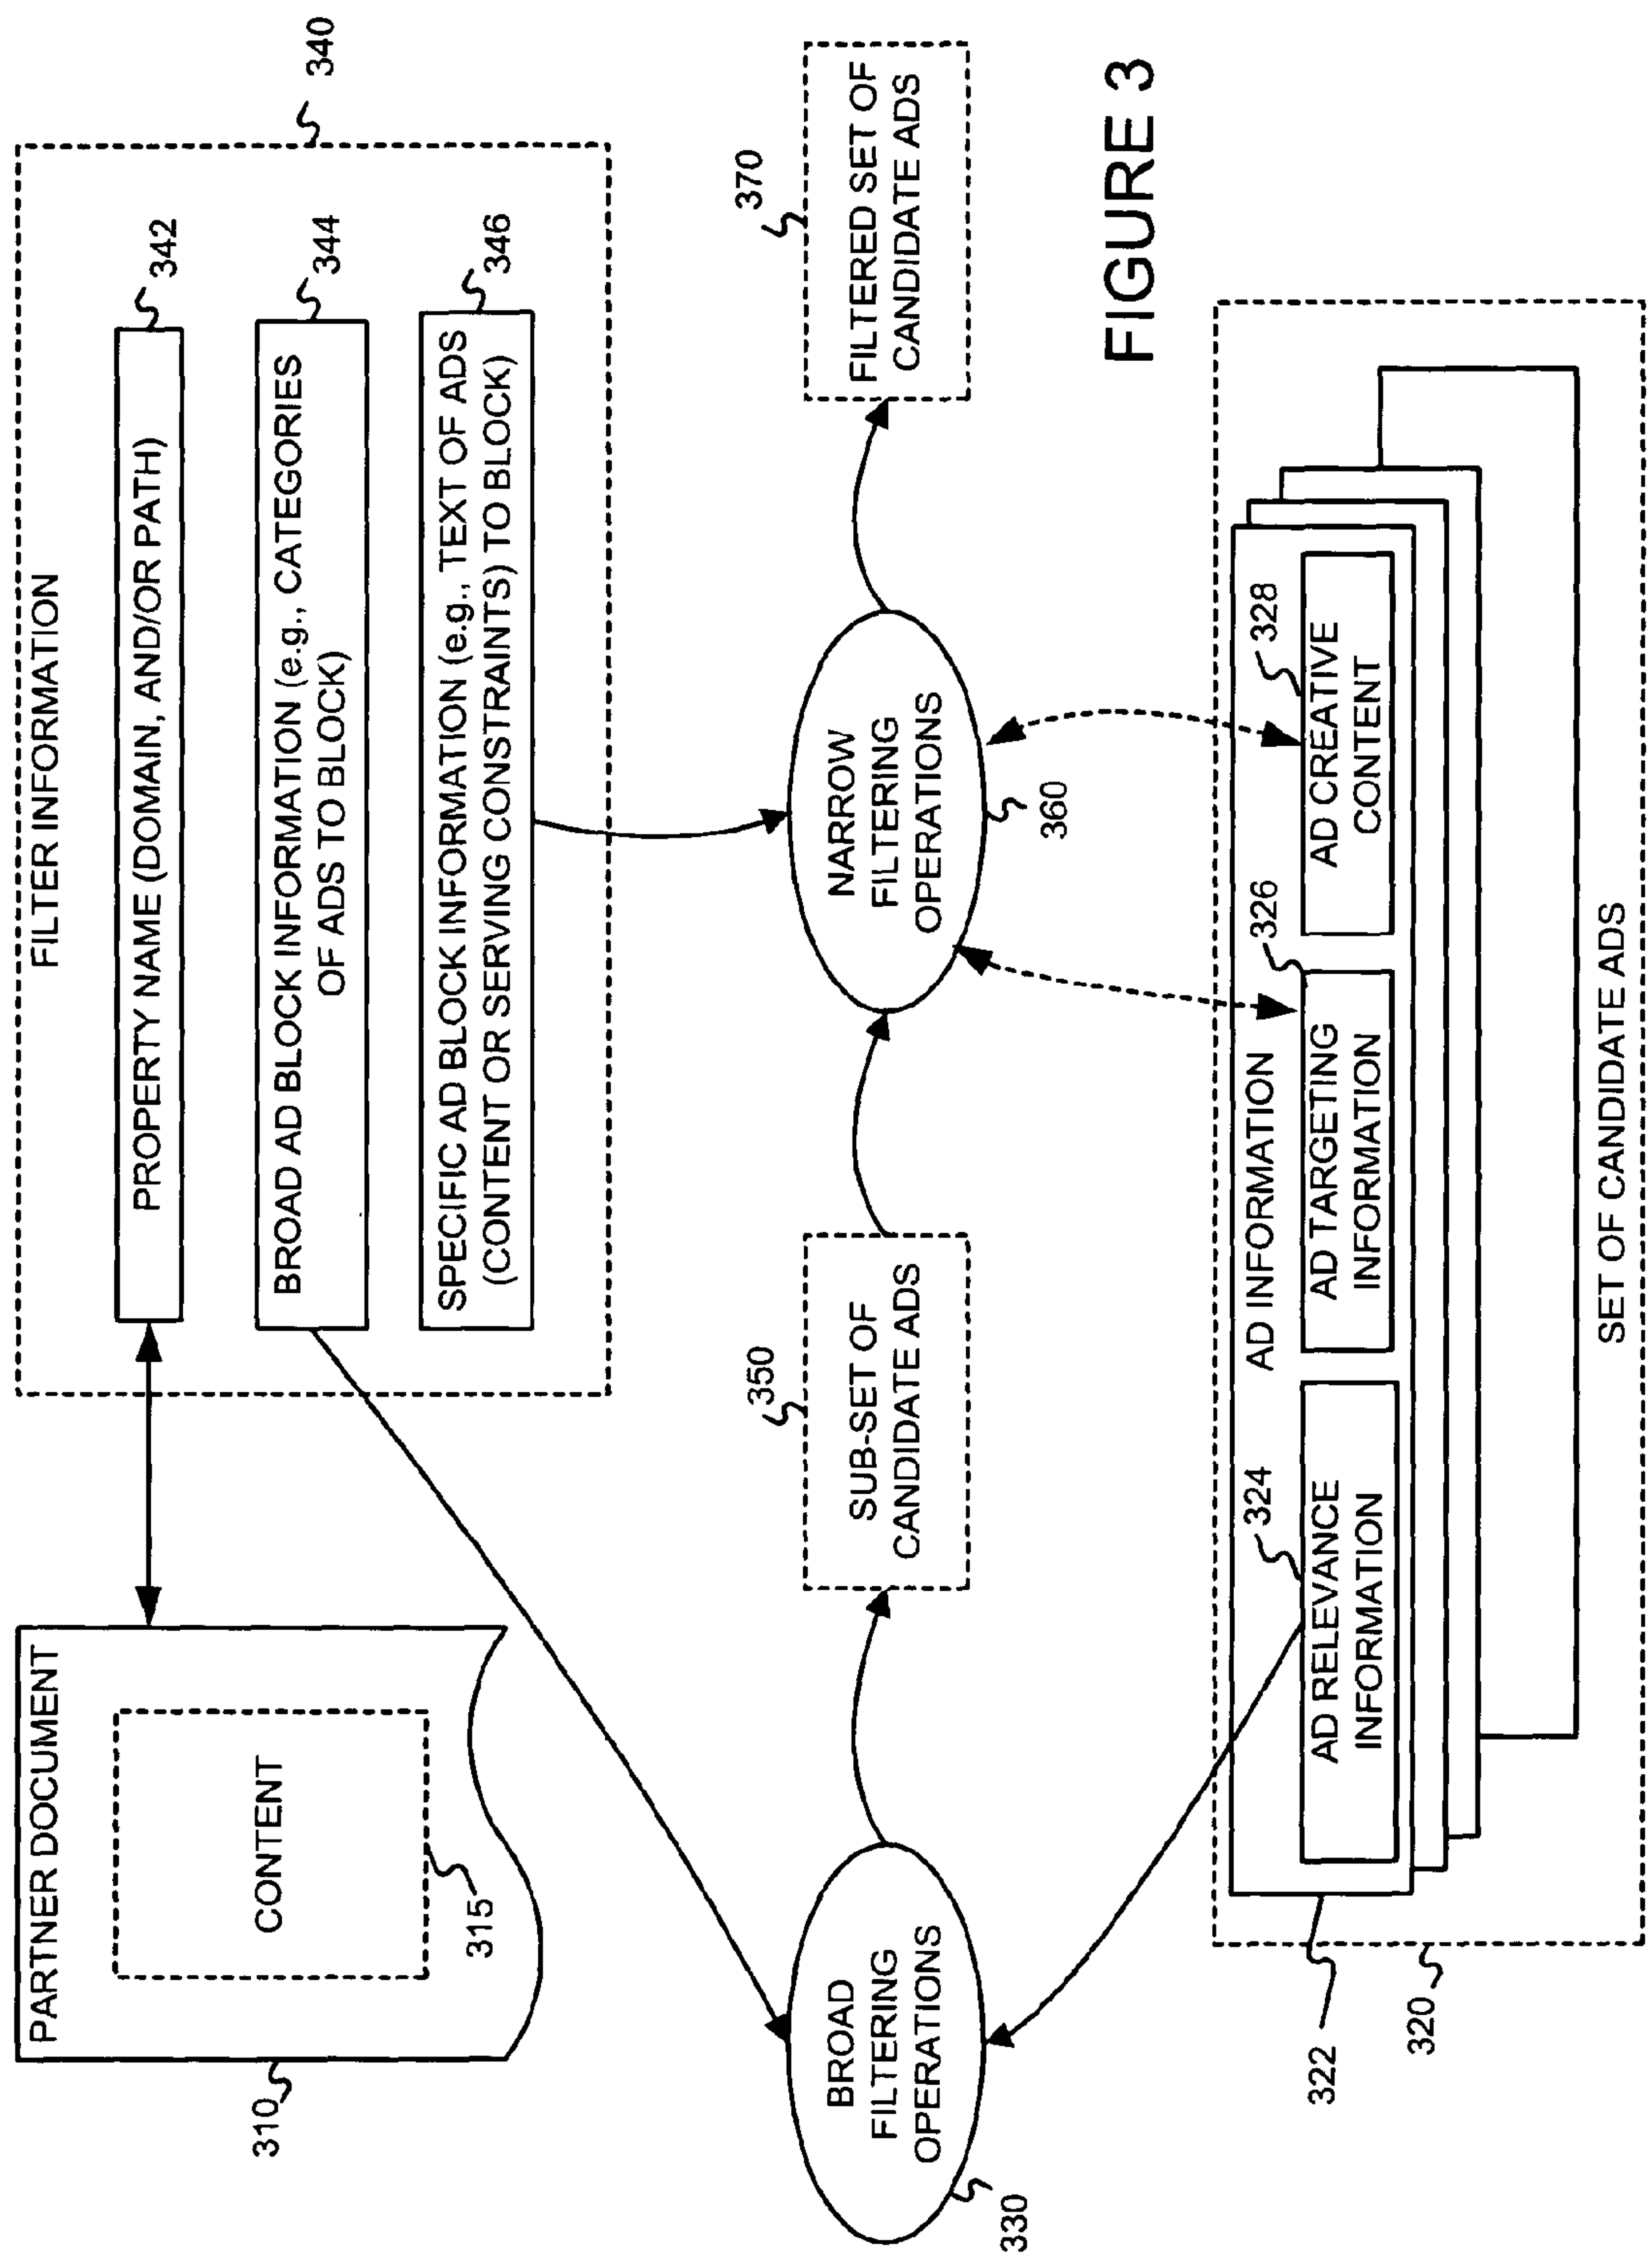 PARTNER DOCUMENT
CONTENT
315
310
FILTER INFORMATION
340
PROPERTY NAME (DOMAIN, AND/OR PATH)
342
BROAD AD BLOCK INFORMATION (e.g., CATEGORIES
OF ADS TO BLOCK)
344
SPECIFIC AD BLOCK INFORMATION (e.g., TEXT OF ADS
(CONTENT OR SERVING CONSTRAINTS) TO BLOCK)
346
BROAD
FILTERING
OPERATIONS
330
350
SUB-SET OF
CANDIDATE ADS
NARROW
FILTERING
OPERATIONS
360
370
FILTERED SET OF
CANDIDATE ADS
FIGURE 3
AD INFORMATION
324
AD RELEVANCE
INFORMATION
326
AD TARGETING
INFORMATION
328
AD CREATIVE
CONTENT
322
320
SET OF CANDIDATE ADS